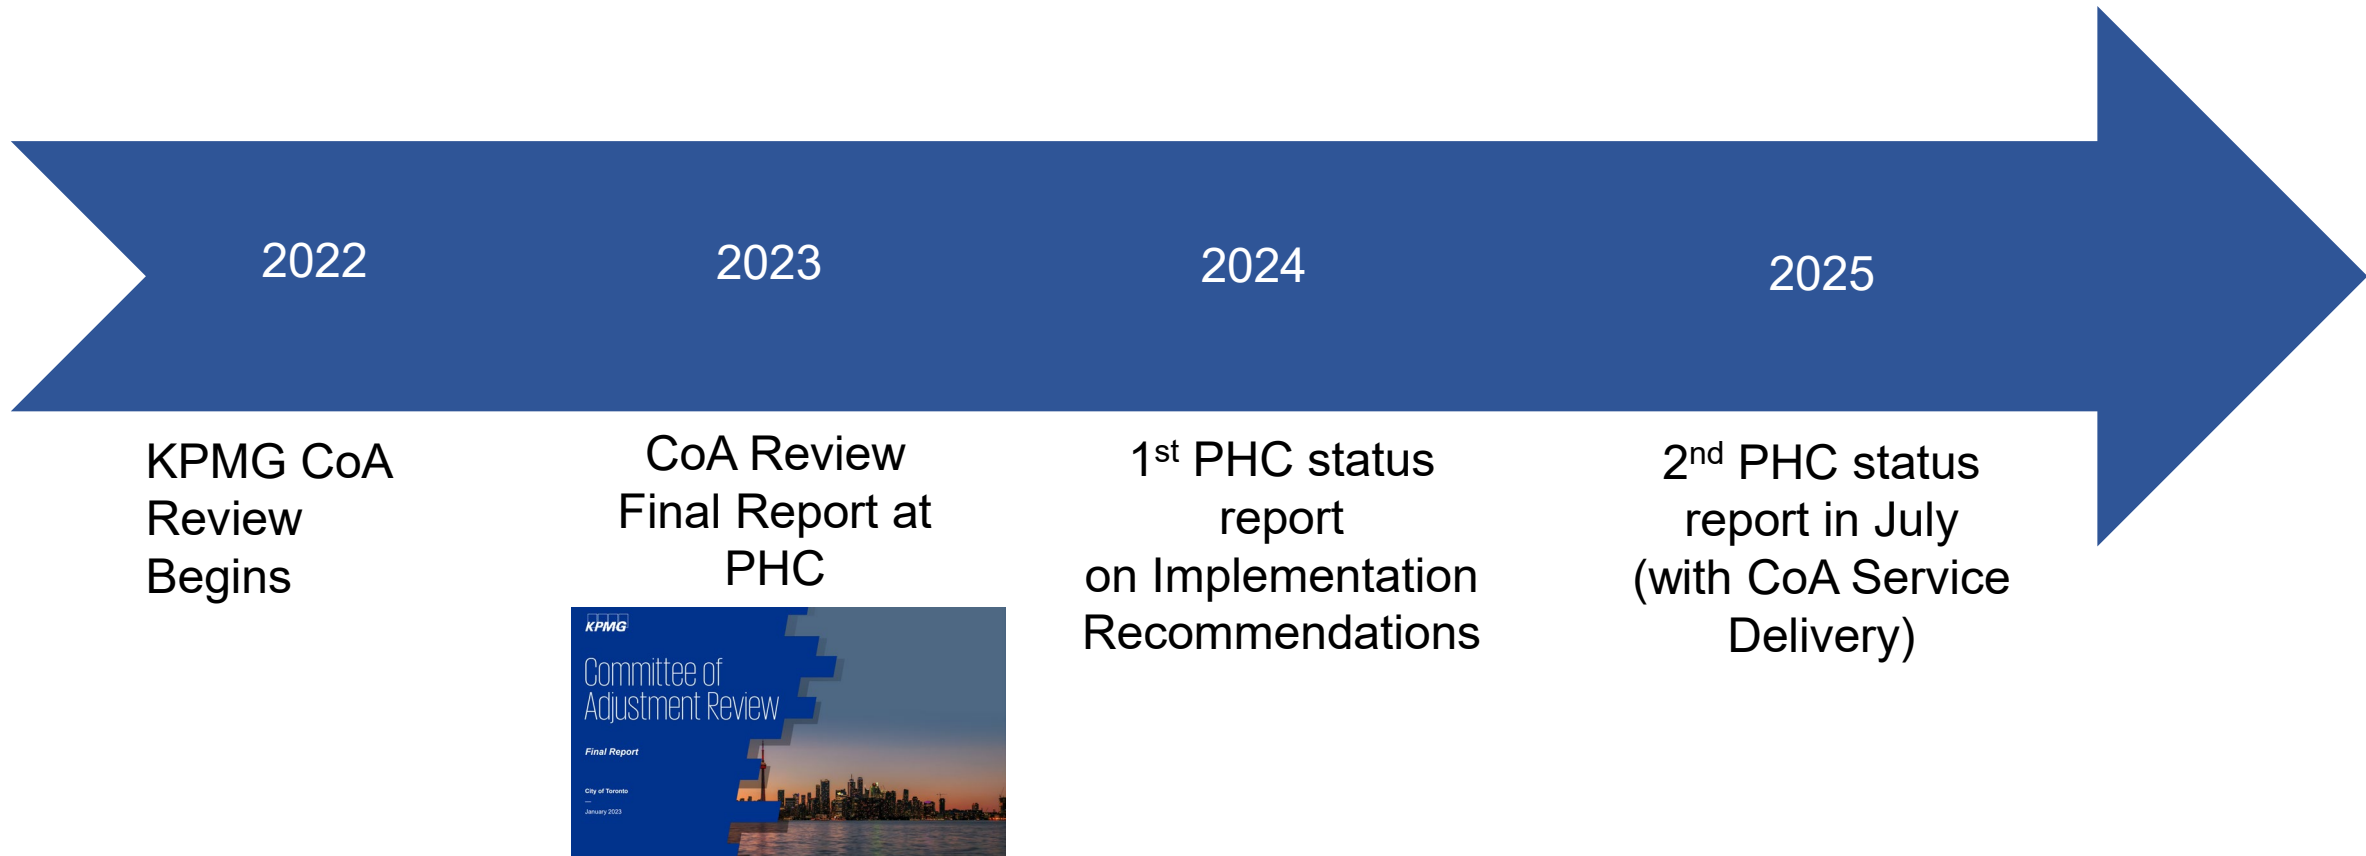 2022
2023
2024
2025
KPMG CoA
Review
Begins
CoA Review
Final Report at
PHC
KPMG
Committee of
Adjustment Review
Final Report
City of Toronto
—
January 2023
1st PHC status
report
on Implementation
Recommendations
2nd PHC status
report in July
(with CoA Service
Delivery)